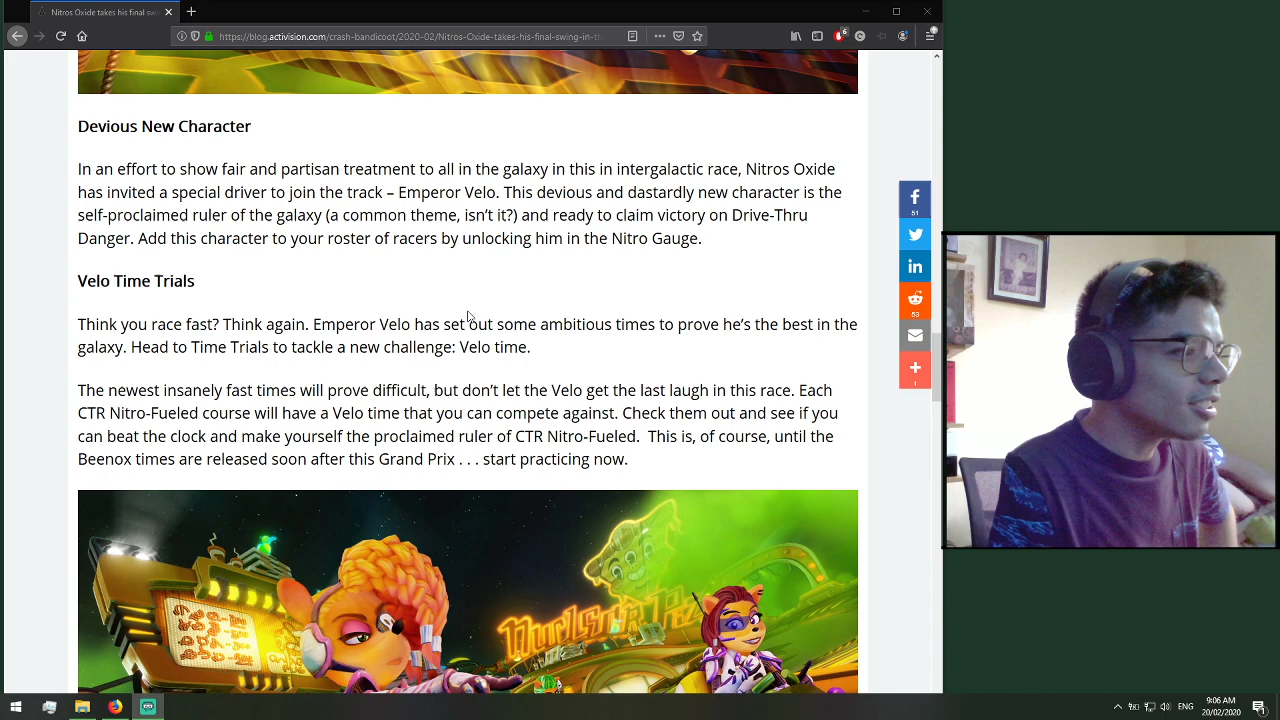 Nitros Oxide takes his final swi
https://blog.activision.com/crash-bandicoot/2020-02/Nitros-Oxide-takes-his-final-swing-in-th
6
Devious New Character
In an effort to show fair and partisan treatment to all in the galaxy in this in intergalactic race, Nitros Oxide
has invited a special driver to join the track – Emperor Velo. This devious and dastardly new character is the
self-proclaimed ruler of the galaxy (a common theme, isn’t it?) and ready to claim victory on Drive-Thru
Danger. Add this character to your roster of racers by unlocking him in the Nitro Gauge.
Velo Time Trials
Think you race fast? Think again. Emperor Velo has set out some ambitious times to prove he’s the best in the
galaxy. Head to Time Trials to tackle a new challenge: Velo time.
The newest insanely fast times will prove difficult, but don’t let the Velo get the last laugh in this race. Each
CTR Nitro-Fueled course will have a Velo time that you can compete against. Check them out and see if you
can beat the clock and make yourself the proclaimed ruler of CTR Nitro-Fueled.  This is, of course, until the
Beenox times are released soon after this Grand Prix . . . start practicing now.
51
53
1
9:06 AM
20/02/2020